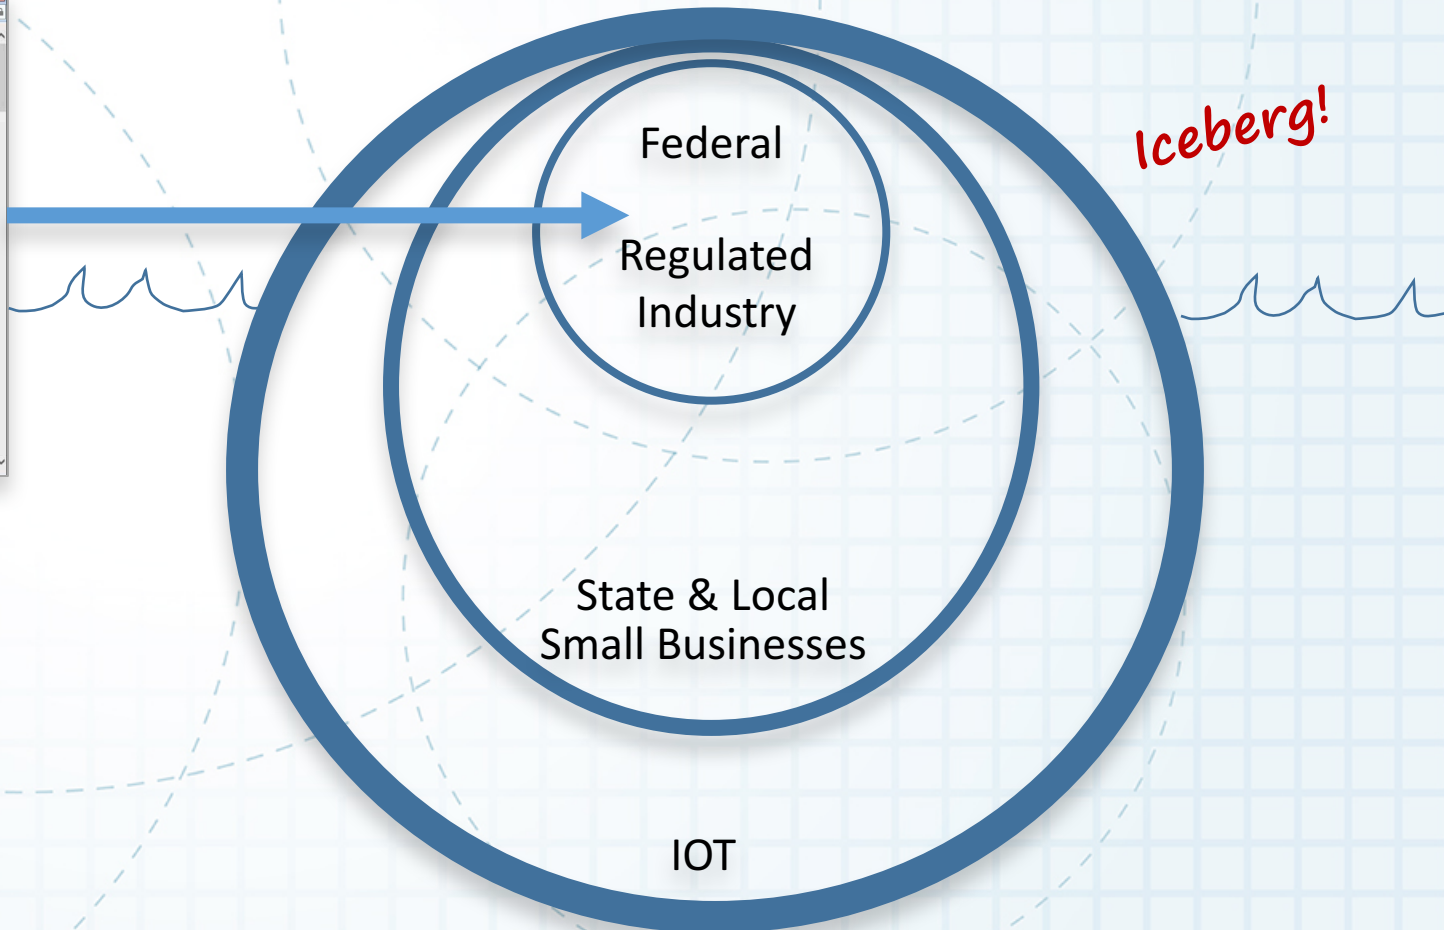 Federal
Iceberg!
Regulated
Industry
State & Local
Small Businesses
IOT